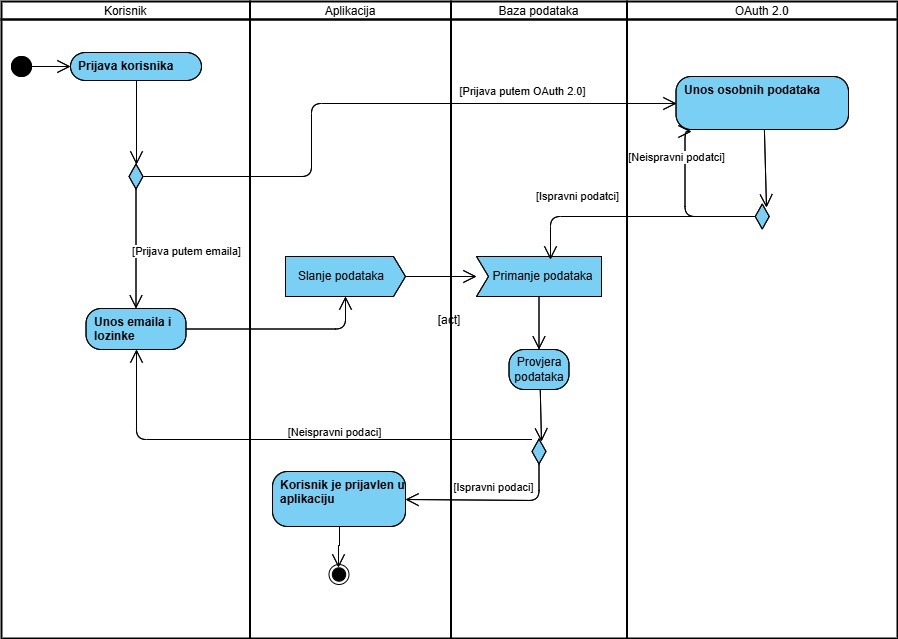 Korisnik
Aplikacija
Baza podataka
OAuth 2.0
Prijava korisnika
[Prijava putem OAuth 2.0]
Unos osobnih podataka
[Neispravni podatci]
[Ispravni podatci]
[Prijava putem emaila]
Slanje podataka
Primanje podataka
[act]
Unos emaila i
lozinke
Provjera
podataka
[Neispravni podaci]
Korisnik je prijavlen u
aplikaciju
[Ispravni podaci]